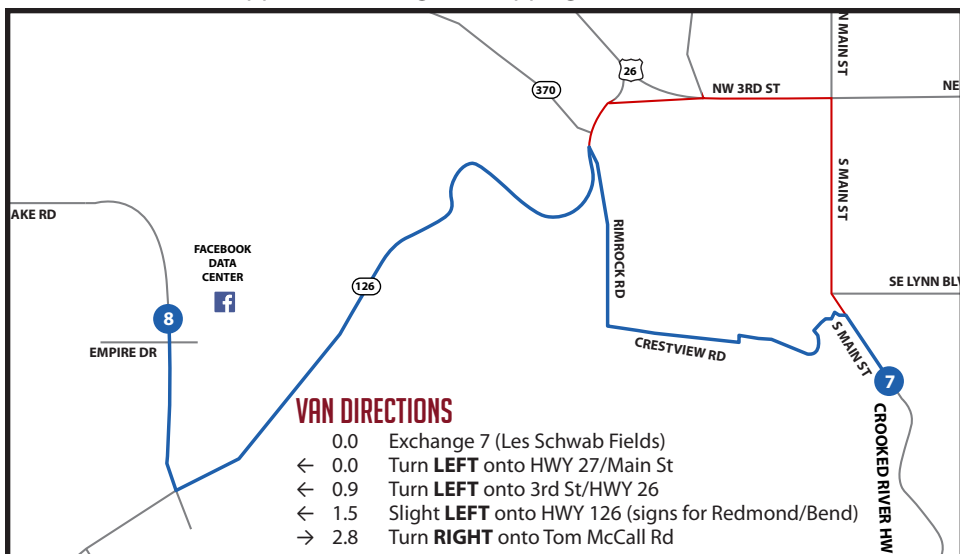 370
26
NW 3RD ST
N MAIN ST
NE
AKE RD
FACEBOOK
DATA
CENTER
f
126
RIMROCK RD
S MAIN ST
SE LYNN BLV
8
EMPIRE DR
CRESTVIEW RD
S MAIN ST
7
CROOKED RIVER HW
VAN DIRECTIONS
0.0 Exchange 7 (Les Schwab Fields)
← 0.0 Turn LEFT onto HWY 27/Main St
← 0.9 Turn LEFT onto 3rd St/HWY 26
← 1.5 Slight LEFT onto HWY 126 (signs for Redmond/Bend)
→ 2.8 Turn RIGHT onto Tom McCall Rd